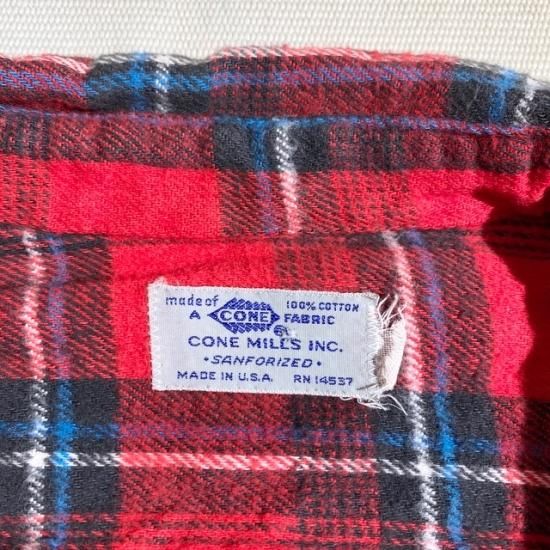 made of 100% COTTON
A CONE ® FABRIC
CONE MILLS INC.
• SANFORIZED •
MADE IN U.S.A. RN 14537